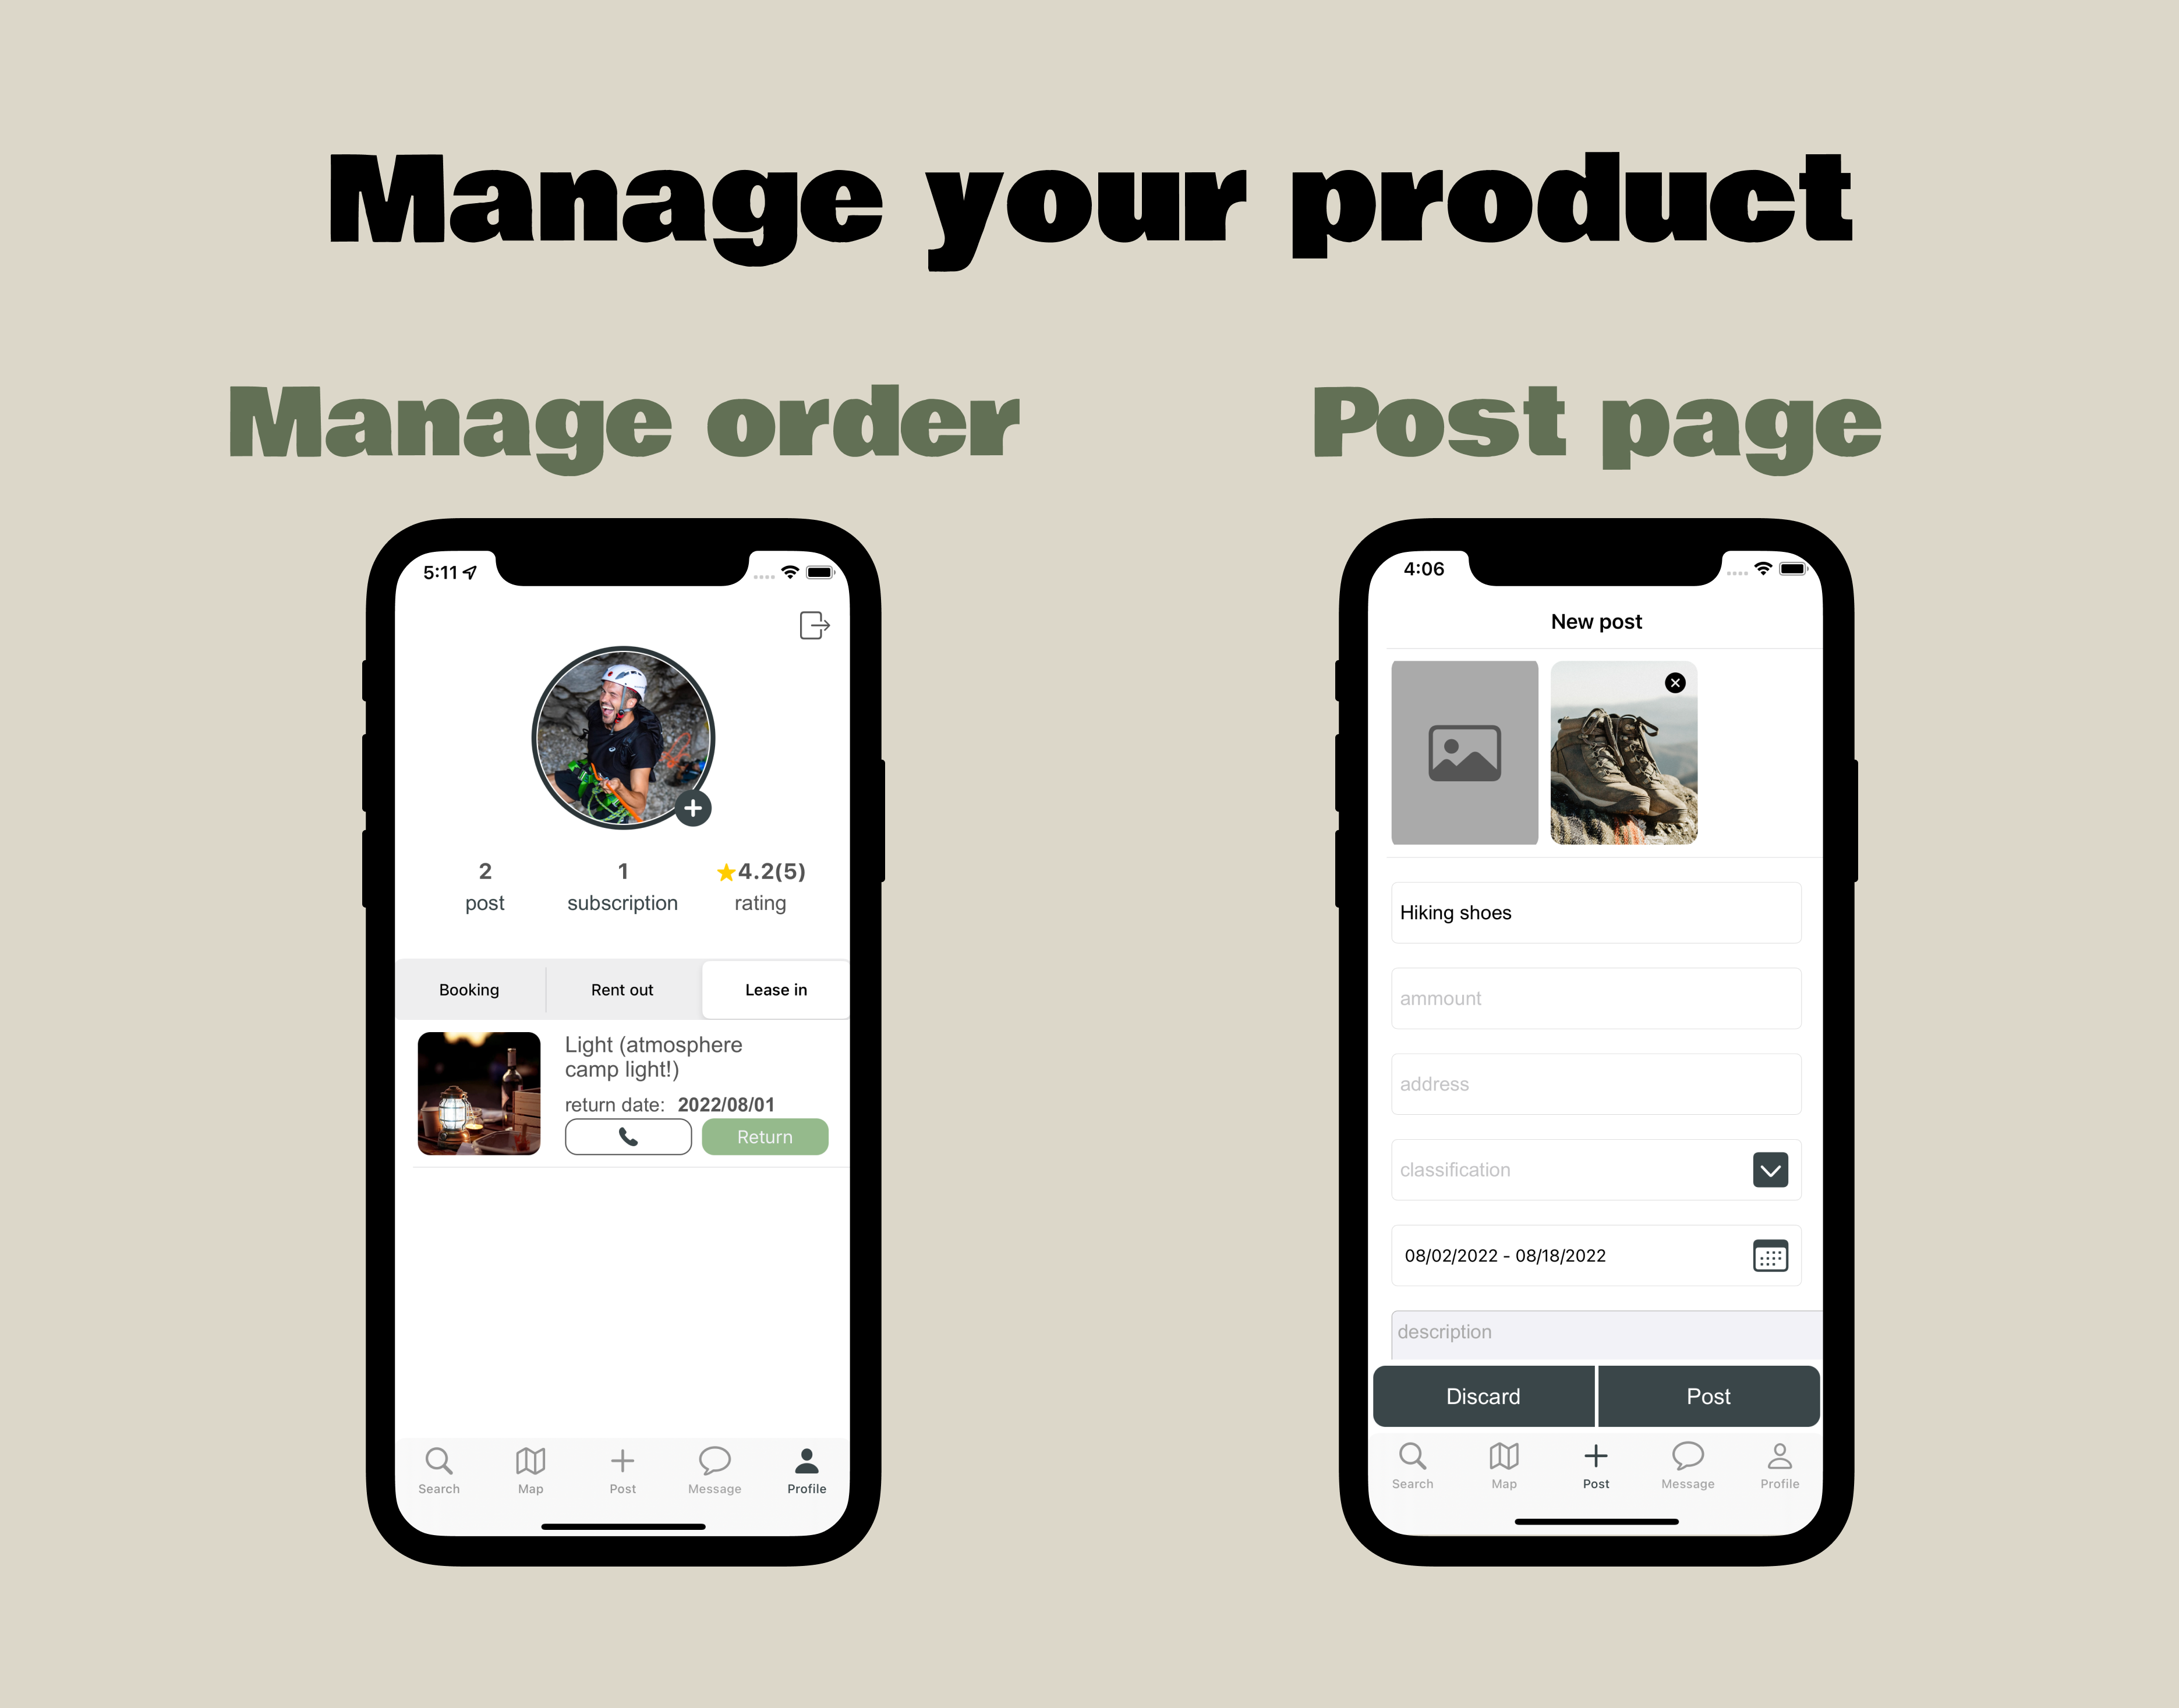 Manage your product
Manage order
Post page
5:11
2
1
4.2(5)
post
subscription
rating
Booking
Rent out
Lease in
Light (atmosphere
camp light!)
return date: 2022/08/01
Return
Search
Map
Post
Message
Profile
4:06
New post
Hiking shoes
ammount
address
classification
08/02/2022 - 08/18/2022
description
Discard
Post
Search
Map
Post
Message
Profile